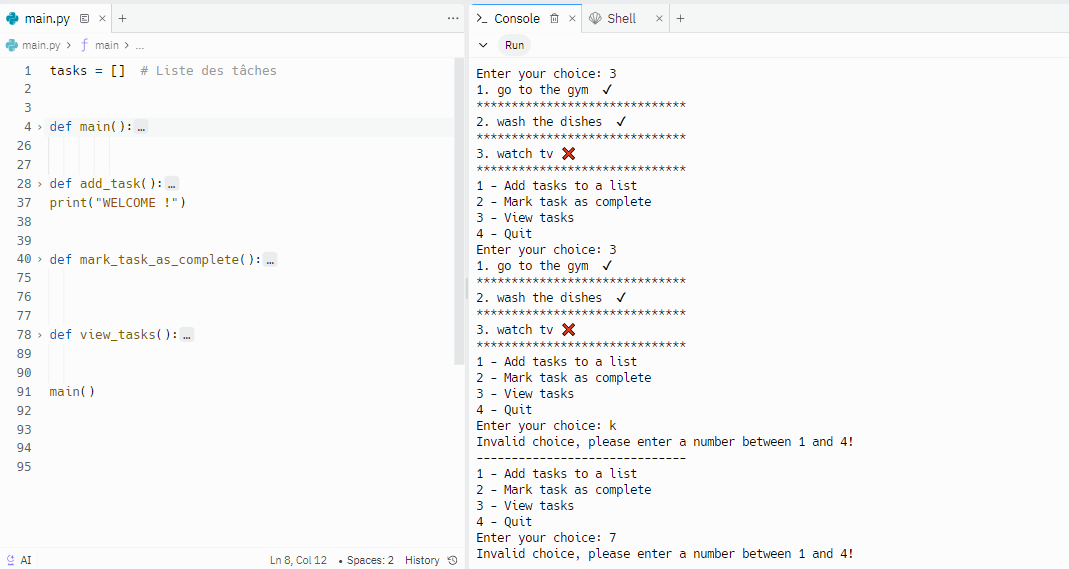 main.py
main.py > main > ...
1 tasks = [] # Liste des tâches
2
3
4 def main():…
26
27
28 def add_task():…
37 print("WELCOME !")
38
39
40 def mark_task_as_complete():…
75
76
77
78 def view_tasks():…
89
90
91 main()
92
93
94
95
AI
Ln 8, Col 12 • Spaces: 2 History
Console
Shell
Run
Enter your choice: 3
1. go to the gym ✓
******************************
2. wash the dishes ✓
******************************
3. watch tv ❌
******************************
1 - Add tasks to a list
2 - Mark task as complete
3 - View tasks
4 - Quit
Enter your choice: 3
1. go to the gym ✓
******************************
2. wash the dishes ✓
******************************
3. watch tv ❌
******************************
1 - Add tasks to a list
2 - Mark task as complete
3 - View tasks
4 - Quit
Enter your choice: k
Invalid choice, please enter a number between 1 and 4!
------------------------------
1 - Add tasks to a list
2 - Mark task as complete
3 - View tasks
4 - Quit
Enter your choice: 7
Invalid choice, please enter a number between 1 and 4!